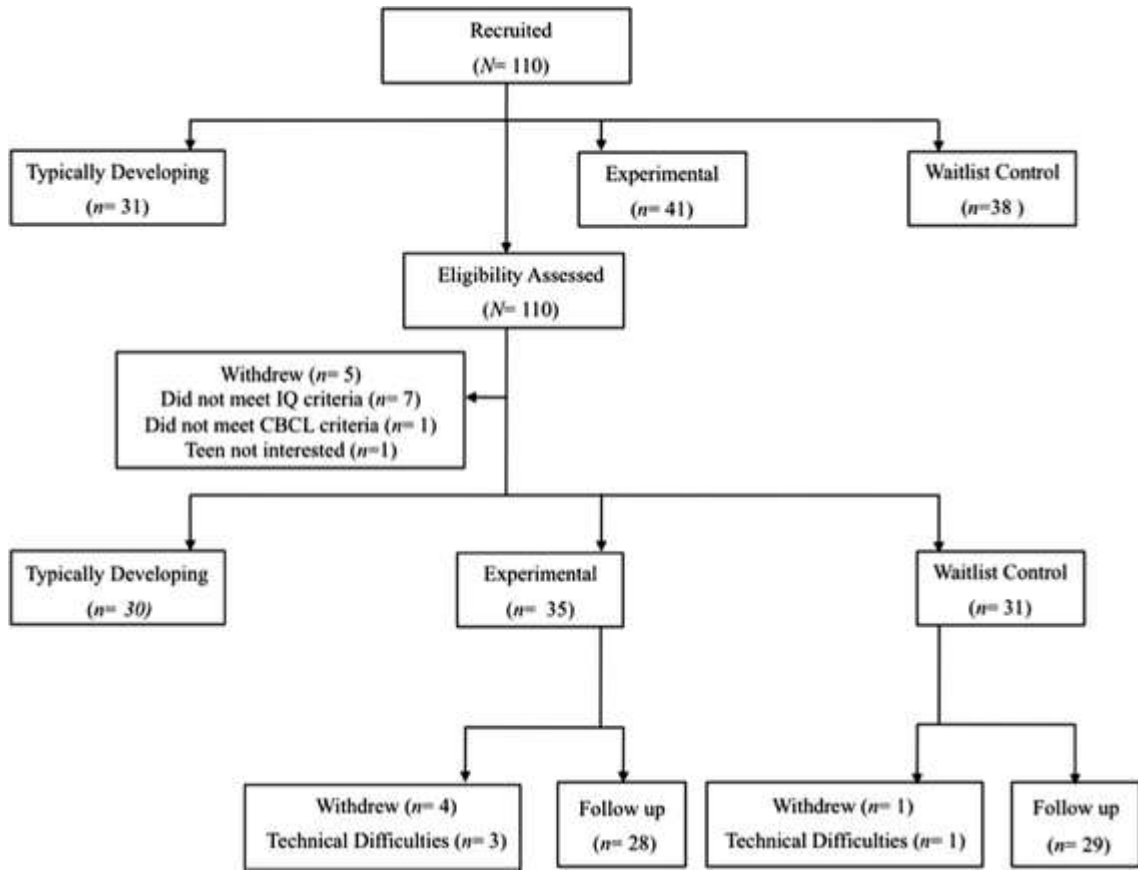 Recruited
(N= 110)
Typically Developing
(n= 31)
Experimental
(n= 41)
Waitlist Control
(n=38 )
Eligibility Assessed
(N= 110)
Withdrew (n= 5)
Did not meet IQ criteria (n= 7)
Did not meet CBCL criteria (n= 1)
Teen not interested (n=1)
Typically Developing
(n= 30)
Experimental
(n= 35)
Waitlist Control
(n= 31)
Withdrew (n= 4)
Technical Difficulties (n= 3)
Follow up
(n= 28)
Withdrew (n= 1)
Technical Difficulties (n= 1)
Follow up
(n= 29)